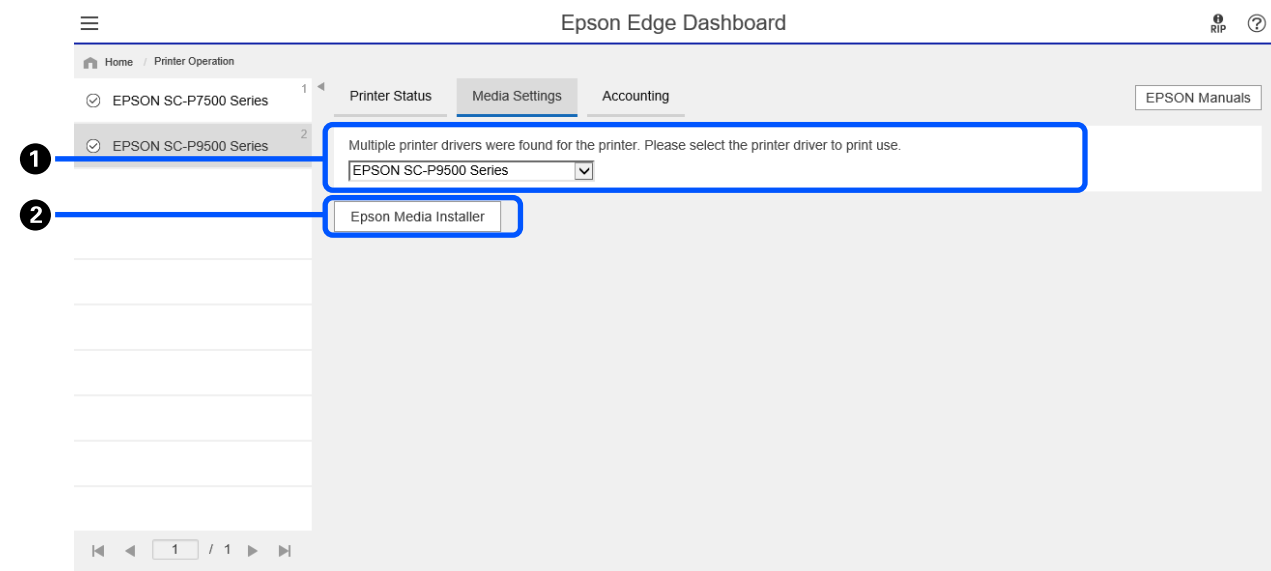 Epson Edge Dashboard
RIP
?
Home / Printer Operation
EPSON SC-P7500 Series 1
Printer Status Media Settings Accounting
EPSON Manuals
EPSON SC-P9500 Series 2
1
Multiple printer drivers were found for the printer. Please select the printer driver to print use.
EPSON SC-P9500 Series
2
Epson Media Installer
1 / 1